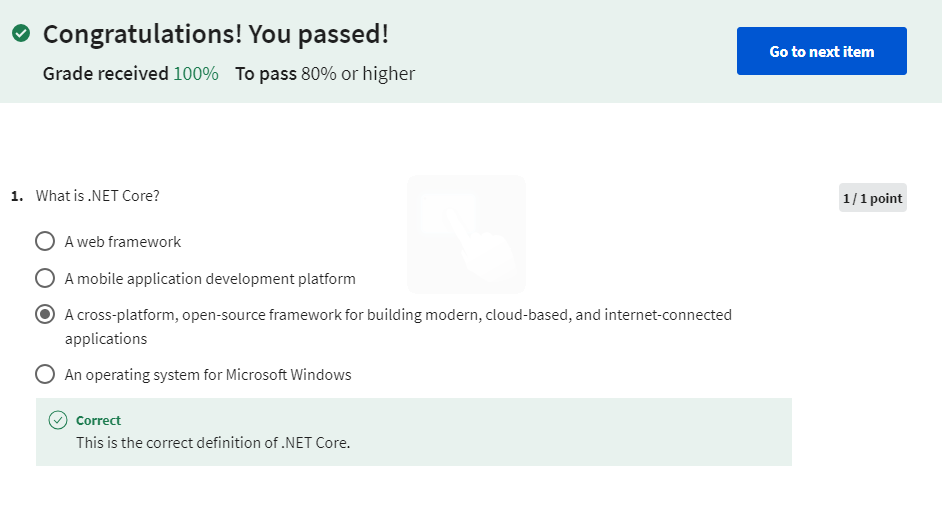 Congratulations! You passed!
Go to next item
Grade received 100% To pass 80% or higher
1. What is .NET Core?
1 / 1 point
A web framework
A mobile application development platform
A cross-platform, open-source framework for building modern, cloud-based, and internet-connected
applications
An operating system for Microsoft Windows
Correct
This is the correct definition of .NET Core.